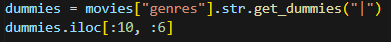 dummies = movies["genres"].str.get_dummies("|")
dummies.iloc[:10, :6]